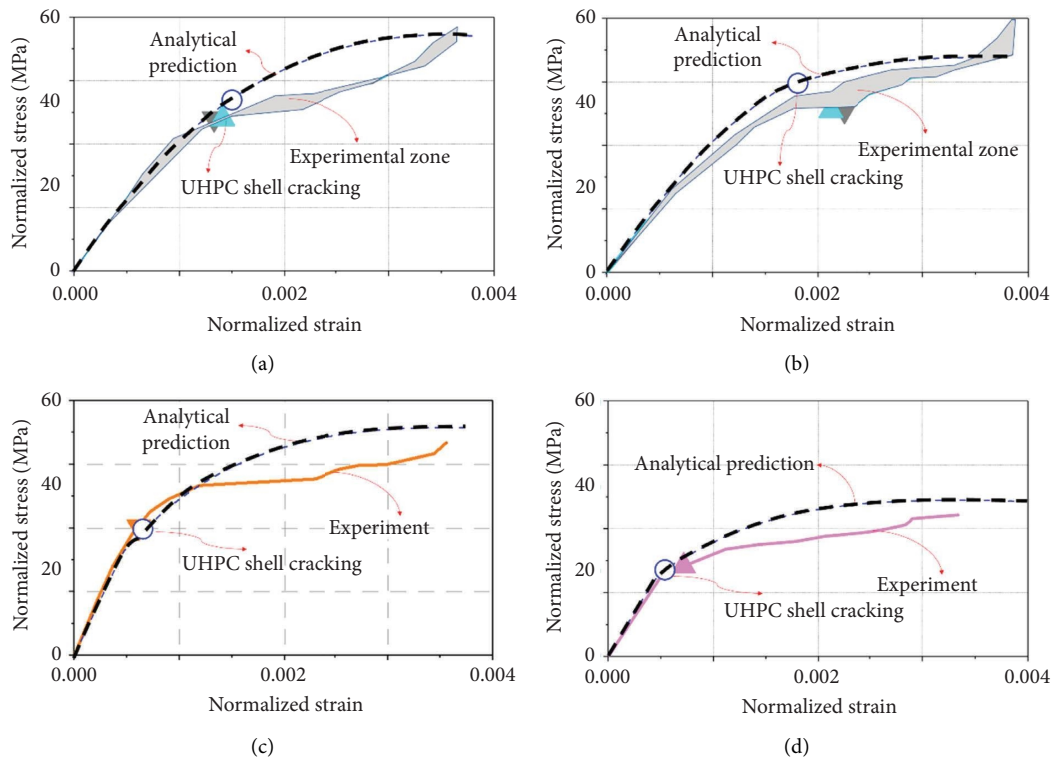 60
40
20
0
Normalized stress (MPa)
Analytical
prediction
Experimental zone
UHPC shell cracking
0.000
0.002
0.004
Normalized strain
(a)
60
40
20
0
Normalized stress (MPa)
Analytical
prediction
Experimental zone
UHPC shell cracking
0.000
0.002
0.004
Normalized strain
(b)
60
40
20
0
Normalized stress (MPa)
Analytical
prediction
Experiment
UHPC shell cracking
0.000
0.002
0.004
Normalized strain
(c)
60
40
20
0
Normalized stress (MPa)
Analytical prediction
Experiment
UHPC shell cracking
0.000
0.002
0.004
Normalized strain
(d)